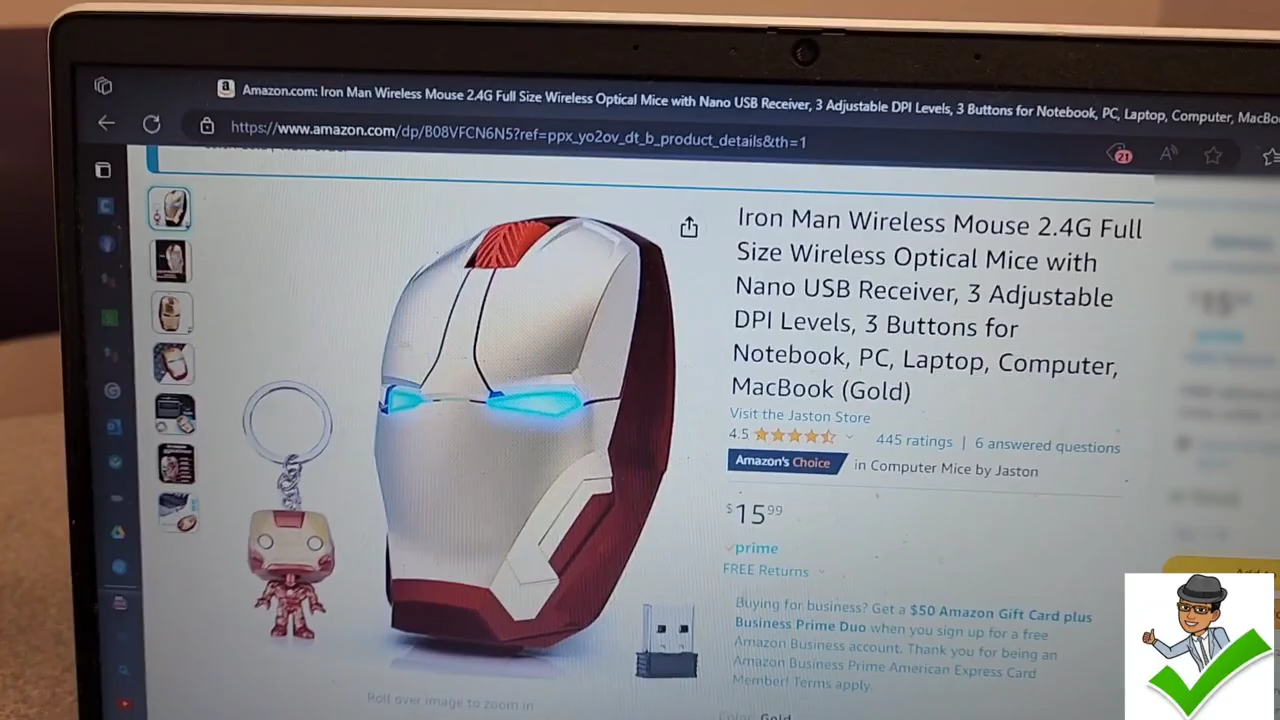 Amazon.com: Iron Man Wireless Mouse 2.4G Full Size Wireless Optical Mice with Nano USB Receiver, 3 Adjustable DPI Levels, 3 Buttons for Notebook, PC, Laptop, Computer, MacBo
https://www.amazon.com/dp/B08VFCN6N5?ref=ppx_yo2ov_dt_b_product_details&th=1
21
Iron Man Wireless Mouse 2.4G Full
Size Wireless Optical Mice with
Nano USB Receiver, 3 Adjustable
DPI Levels, 3 Buttons for
Notebook, PC, Laptop, Computer,
MacBook (Gold)
Visit the Jaston Store
4.5 445 ratings | 6 answered questions
Amazon's Choice in Computer Mice by Jaston
$15 99
prime
FREE Returns
Buying for business? Get a $50 Amazon Gift Card plus
Business Prime Duo when you sign up for a free
Amazon Business account. Thank you for being an
Amazon Business Prime American Express Card
Member! Terms apply.
Roll over image to zoom in
Color: Gold